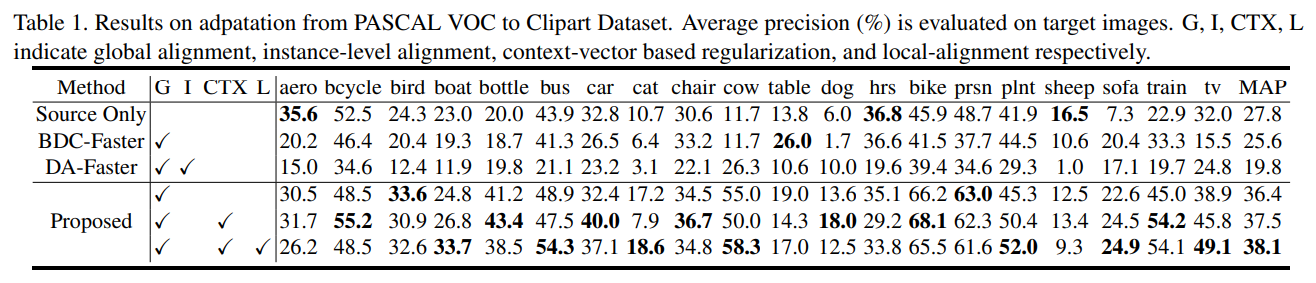 Table 1. Results on adpatation from PASCAL VOC to Clipart Dataset. Average precision (%) is evaluated on target images. G, I, CTX, L
indicate global alignment, instance-level alignment, context-vector based regularization, and local-alignment respectively.
Method G I CTX L aero bcycle bird boat bottle bus car cat chair cow table dog hrs bike prsn plnt sheep sofa train tv MAP
Source Only 35.6 52.5 24.3 23.0 20.0 43.9 32.8 10.7 30.6 11.7 13.8 6.0 36.8 45.9 48.7 41.9 16.5 7.3 22.9 32.0 27.8
BDC-Faster ✓ 20.2 46.4 20.4 19.3 18.7 41.3 26.5 6.4 33.2 11.7 26.0 1.7 36.6 41.5 37.7 44.5 10.6 20.4 33.3 15.5 25.6
DA-Faster ✓ ✓ 15.0 34.6 12.4 11.9 19.8 21.1 23.2 3.1 22.1 26.3 10.6 10.0 19.6 39.4 34.6 29.3 1.0 17.1 19.7 24.8 19.8
✓ 30.5 48.5 33.6 24.8 41.2 48.9 32.4 17.2 34.5 55.0 19.0 13.6 35.1 66.2 63.0 45.3 12.5 22.6 45.0 38.9 36.4
Proposed ✓ ✓ 31.7 55.2 30.9 26.8 43.4 47.5 40.0 7.9 36.7 50.0 14.3 18.0 29.2 68.1 62.3 50.4 13.4 24.5 54.2 45.8 37.5
✓ ✓ ✓ 26.2 48.5 32.6 33.7 38.5 54.3 37.1 18.6 34.8 58.3 17.0 12.5 33.8 65.5 61.6 52.0 9.3 24.9 54.1 49.1 38.1